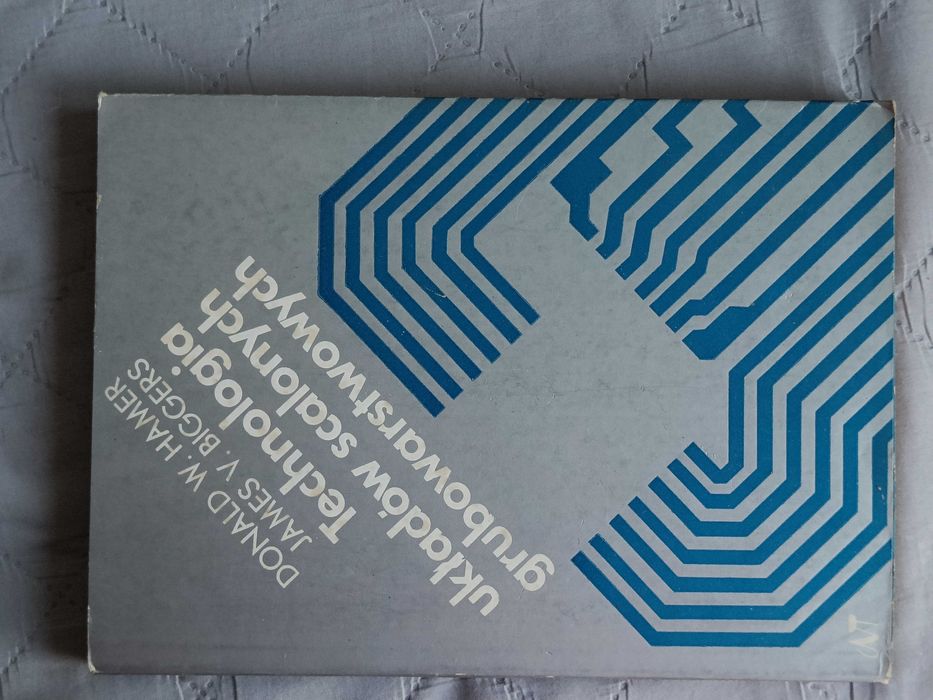 DONALD W. HAMER
JAMES V. BIGGERS
Technologia
układów scalonych
grubowarstwowych